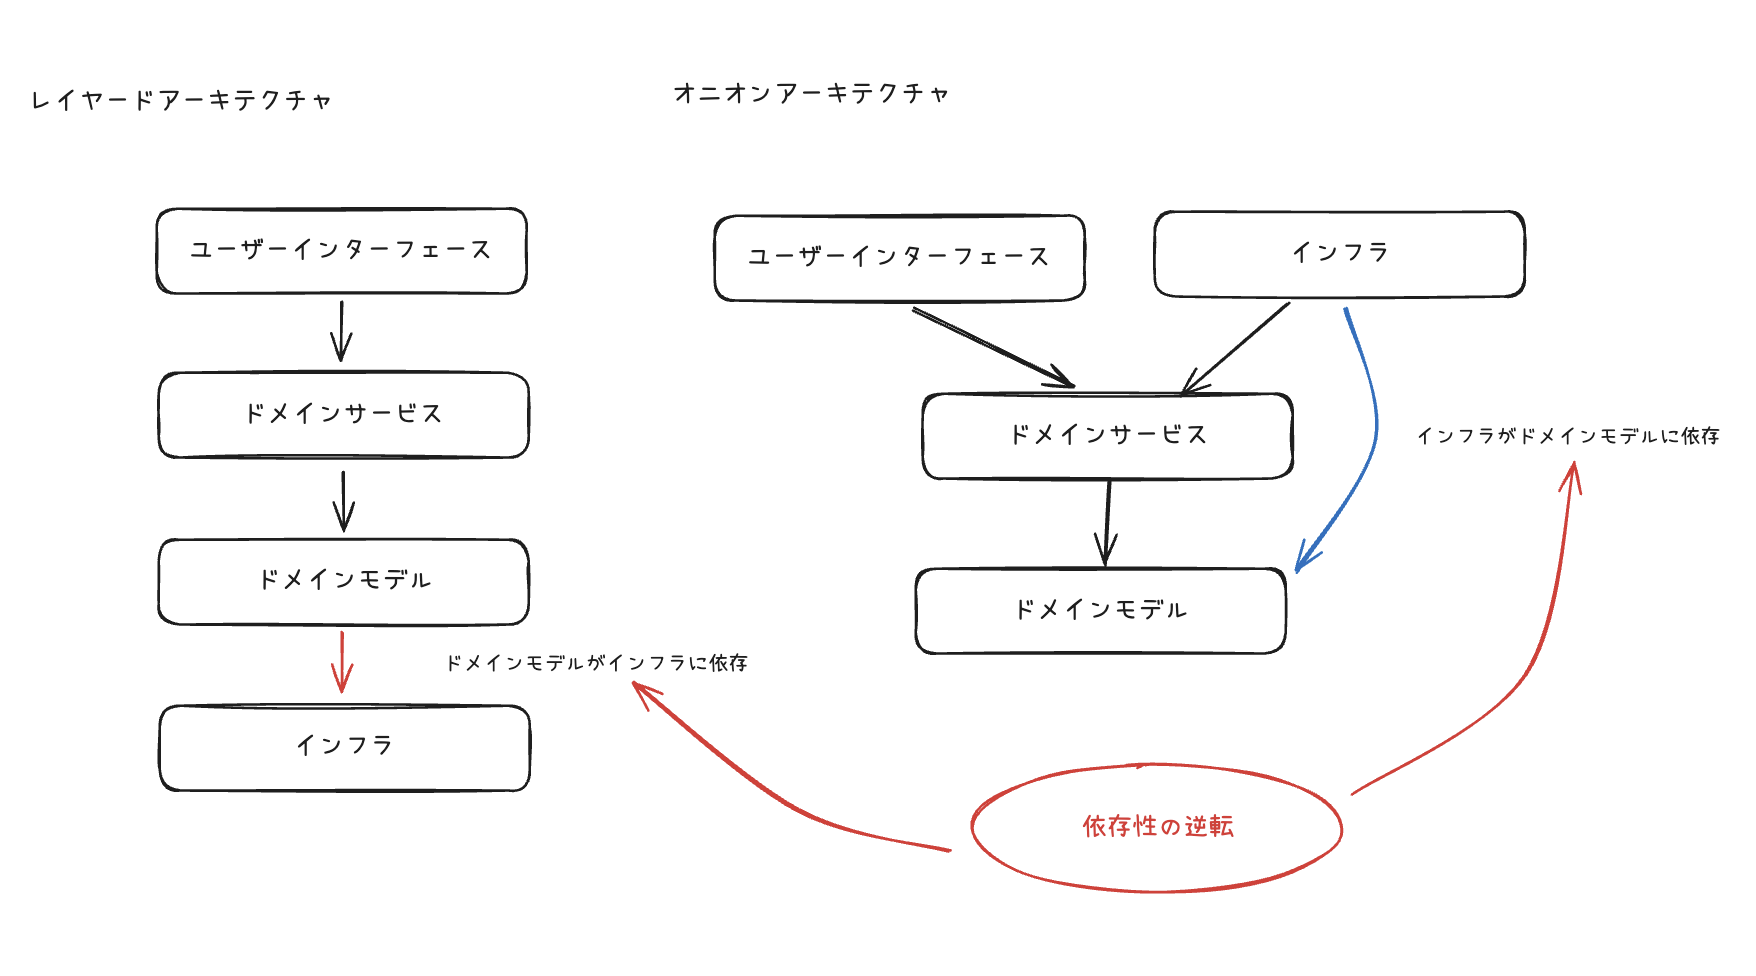 レイヤードアーキテクチャ
ユーザーインターフェース
ドメインサービス
ドメインモデル
ドメインモデルがインフラに依存
インフラ
オニオンアーキテクチャ
ユーザーインターフェース
インフラ
ドメインサービス
インフラがドメインモデルに依存
ドメインモデル
依存性の逆転